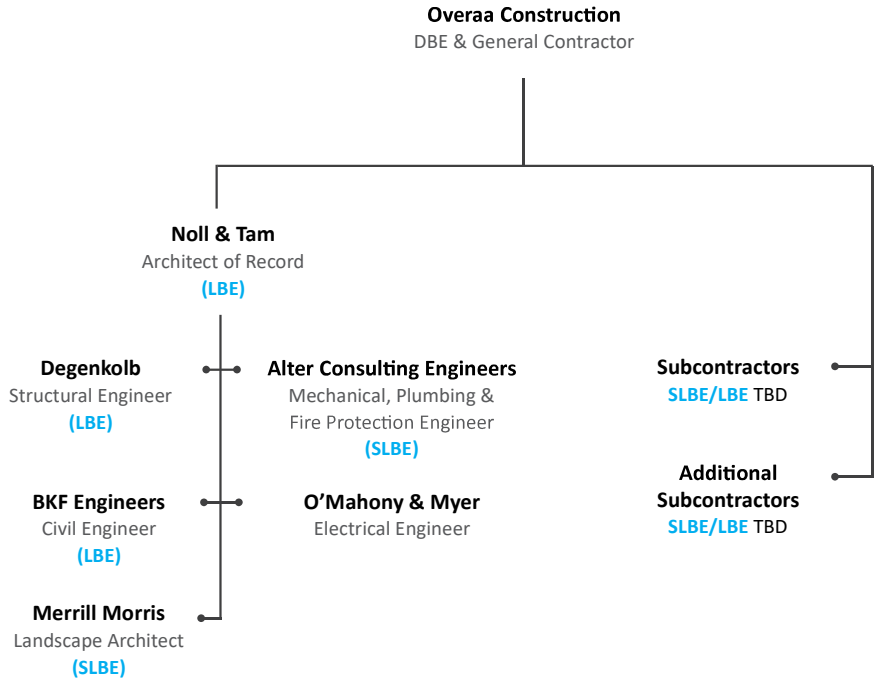 Overaa Construction
DBE & General Contractor
Noll & Tam
Architect of Record
(LBE)
Degenkolb
Structural Engineer
(LBE)
Alter Consulting Engineers
Mechanical, Plumbing &
Fire Protection Engineer
(SLBE)
Subcontractors
SLBE/LBE TBD
BKF Engineers
Civil Engineer
(LBE)
O’Mahony & Myer
Electrical Engineer
Additional
Subcontractors
SLBE/LBE TBD
Merrill Morris
Landscape Architect
(SLBE)